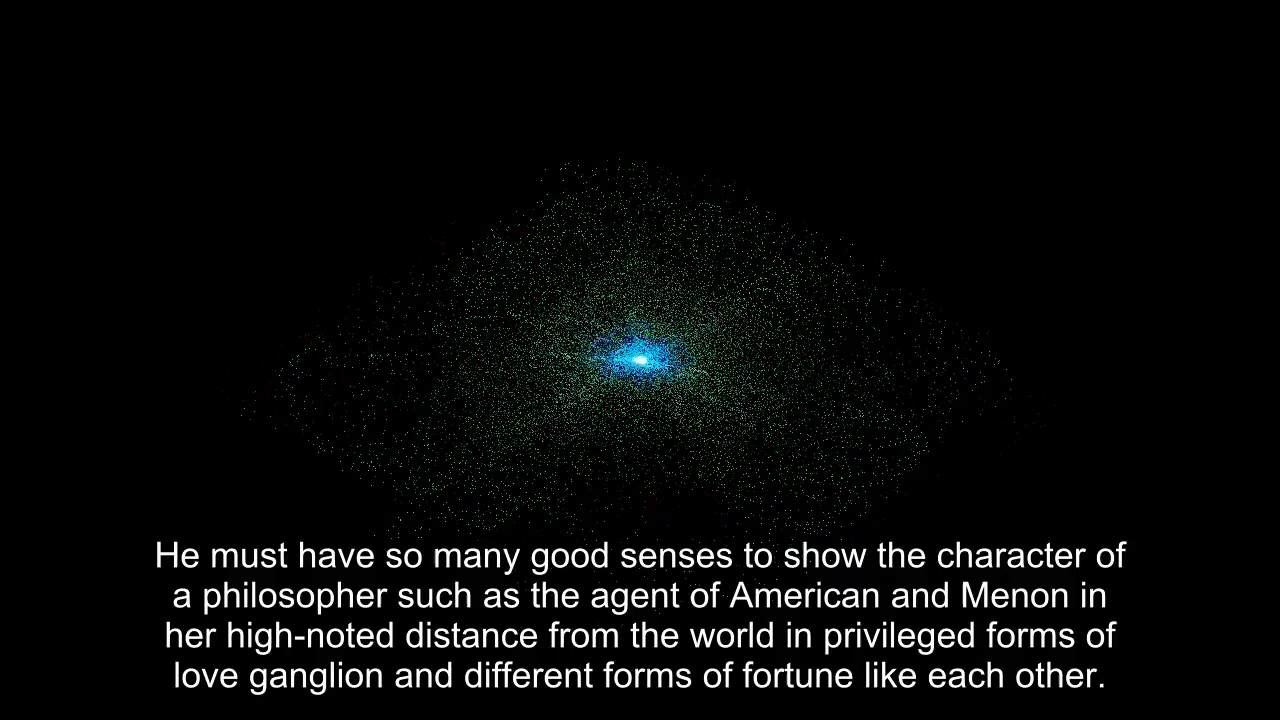 He must have so many good senses to show the character of
a philosopher such as the agent of American and Menon in
her high-noted distance from the world in privileged forms of
love ganglion and different forms of fortune like each other.